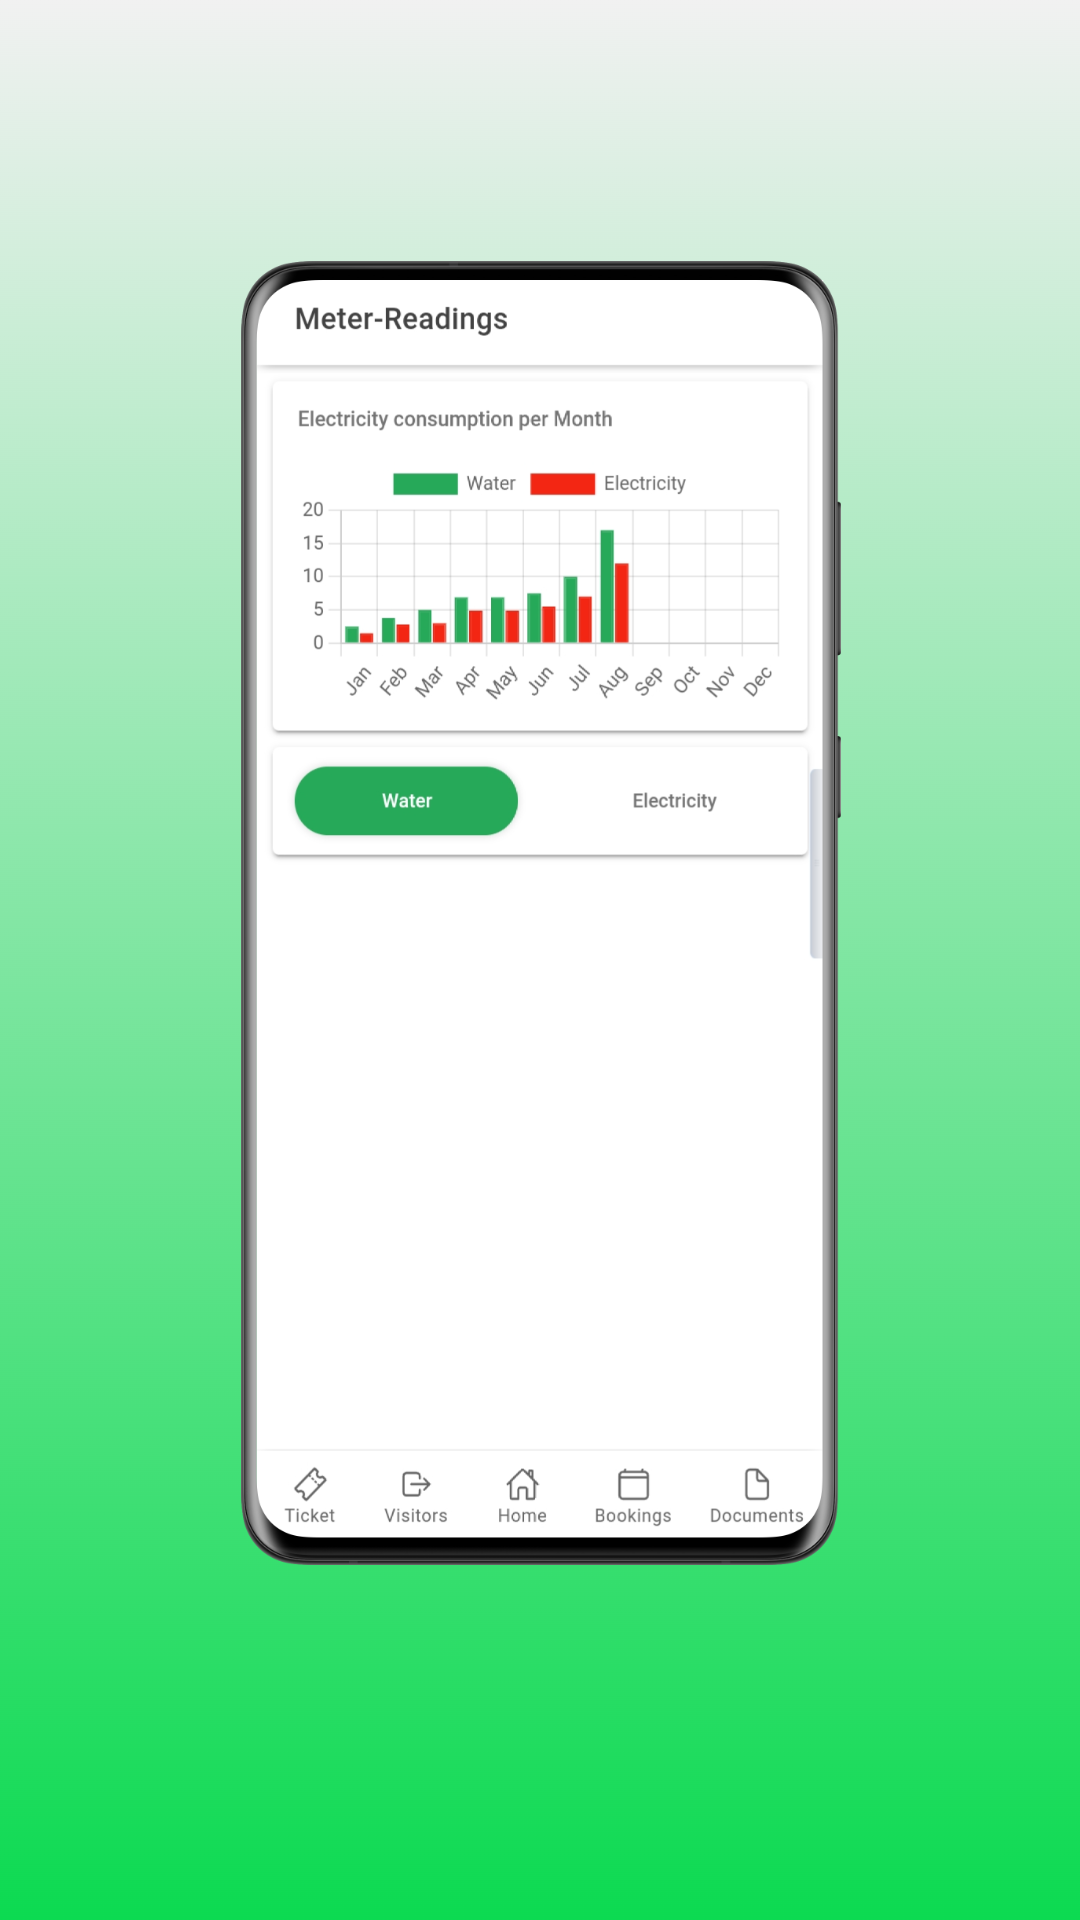 Meter-Readings
Electricity consumption per Month
Water Electricity
20
15
10
5
0
Jan Feb Mar Apr May Jun Jul Aug Sep Oct Nov Dec
Water Electricity
Ticket Visitors Home Bookings Documents